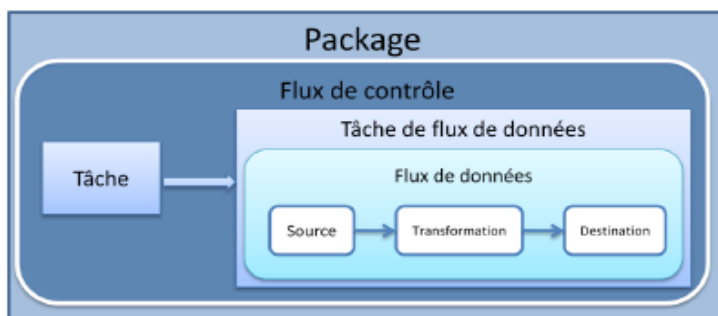 Package
Flux de contrôle
Tâche de flux de données
Tâche
Flux de données
Source
Transformation
Destination